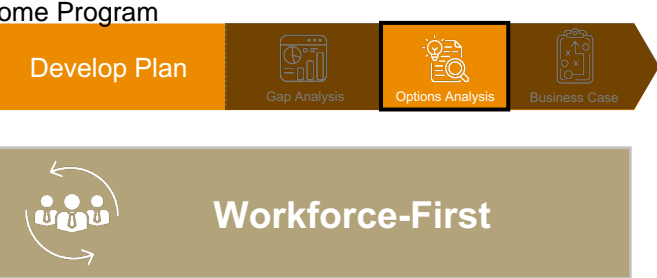 ome Program
Develop Plan
Gap Analysis
Options Analysis
Business Case
Workforce-First